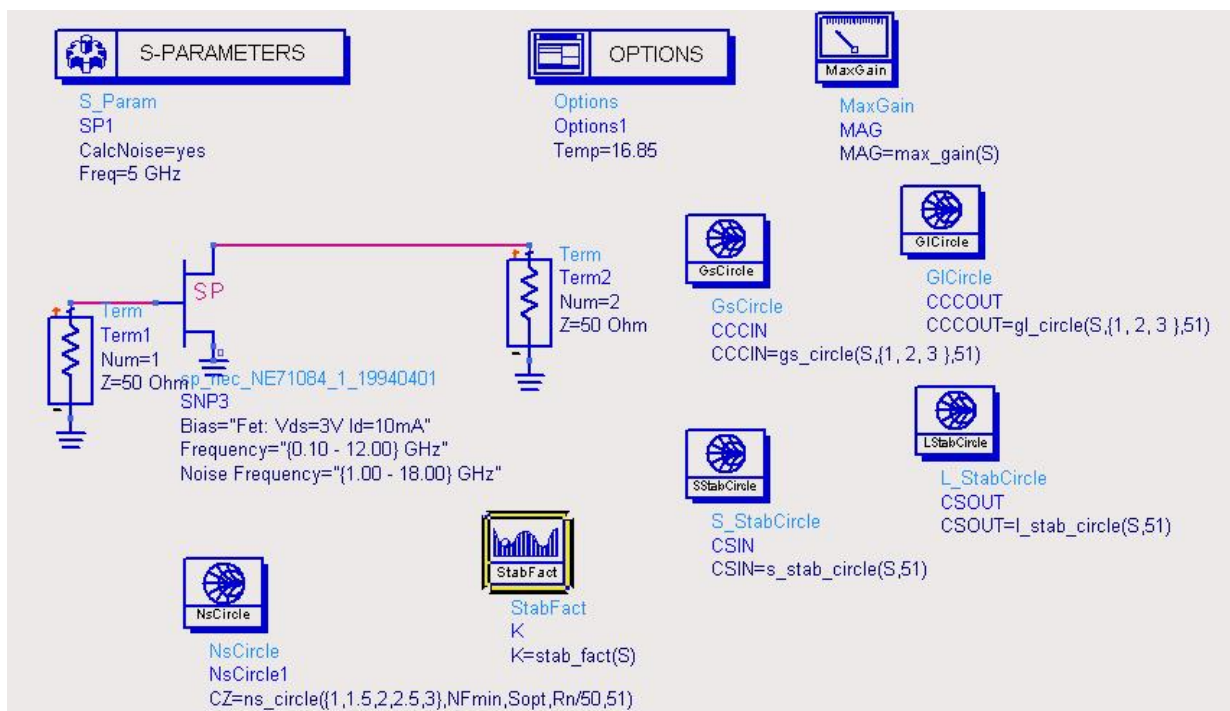 S-PARAMETERS
S_Param
SP1
CalcNoise=yes
Freq=5 GHz
OPTIONS
Options
Options1
Temp=16.85
MaxGain
MaxGain
MAG
MAG=max_gain(S)
GsCircle
GsCircle
CCCIN
CCCIN=gs_circle(S,{1, 2, 3 },51)
GlCircle
GlCircle
CCCOUT
CCCOUT=gl_circle(S,{1, 2, 3 },51)
SP
Term
Term1
Num=1
Z=50 Ohm
Term
Term2
Num=2
Z=50 Ohm
sp_nec_NE71084_1_19940401
SNP3
Bias="Fet: Vds=3V Id=10mA"
Frequency="{0.10 - 12.00} GHz"
Noise Frequency="{1.00 - 18.00} GHz"
SStabCircle
S_StabCircle
CSIN
CSIN=s_stab_circle(S,51)
LStabCircle
L_StabCircle
CSOUT
CSOUT=l_stab_circle(S,51)
NsCircle
NsCircle
NsCircle1
CZ=ns_circle({1,1.5,2,2.5,3},NFmin,Sopt,Rn/50,51)
StabFact
StabFact
K
K=stab_fact(S)